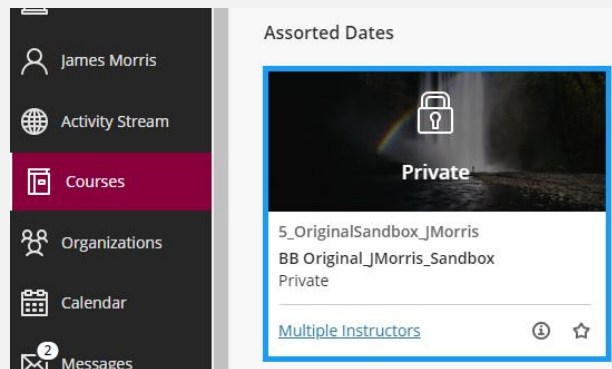 James Morris
Activity Stream
Courses
Organizations
Calendar
2
Messages
Assorted Dates
Private
5_OriginalSandbox_JMorris
BB Original_JMorris_Sandbox
Private
Multiple Instructors